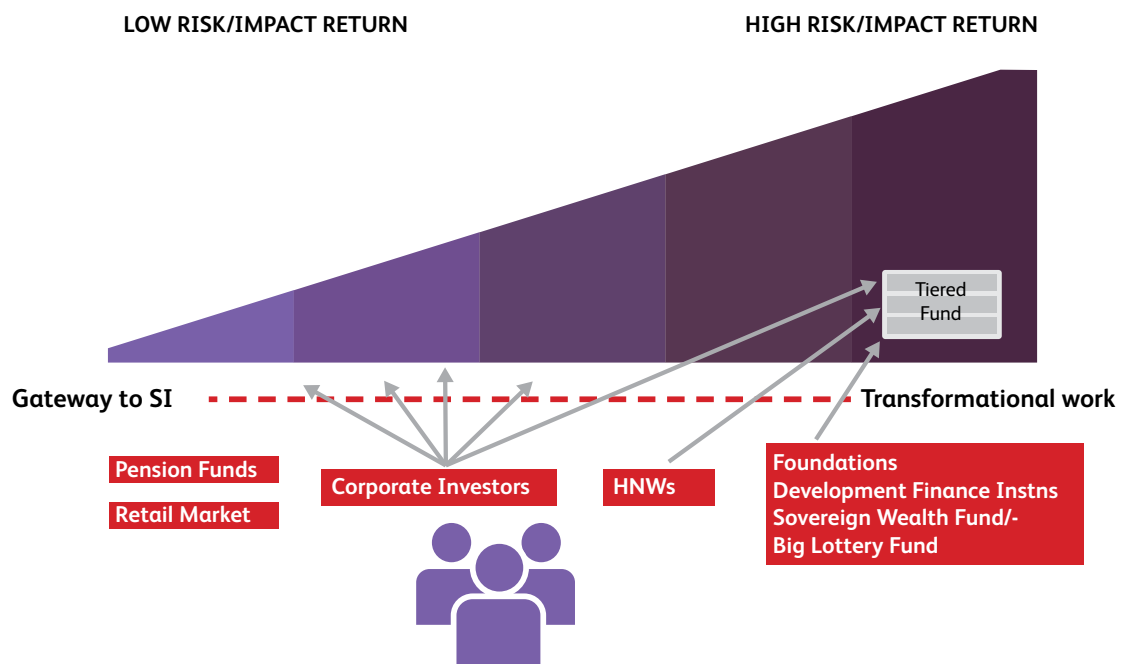 LOW RISK/IMPACT RETURN
HIGH RISK/IMPACT RETURN
Tiered
Fund
Gateway to SI
Transformational work
Pension Funds
Retail Market
Corporate Investors
HNWs
Foundations
Development Finance Instns
Sovereign Wealth Fund/-
Big Lottery Fund